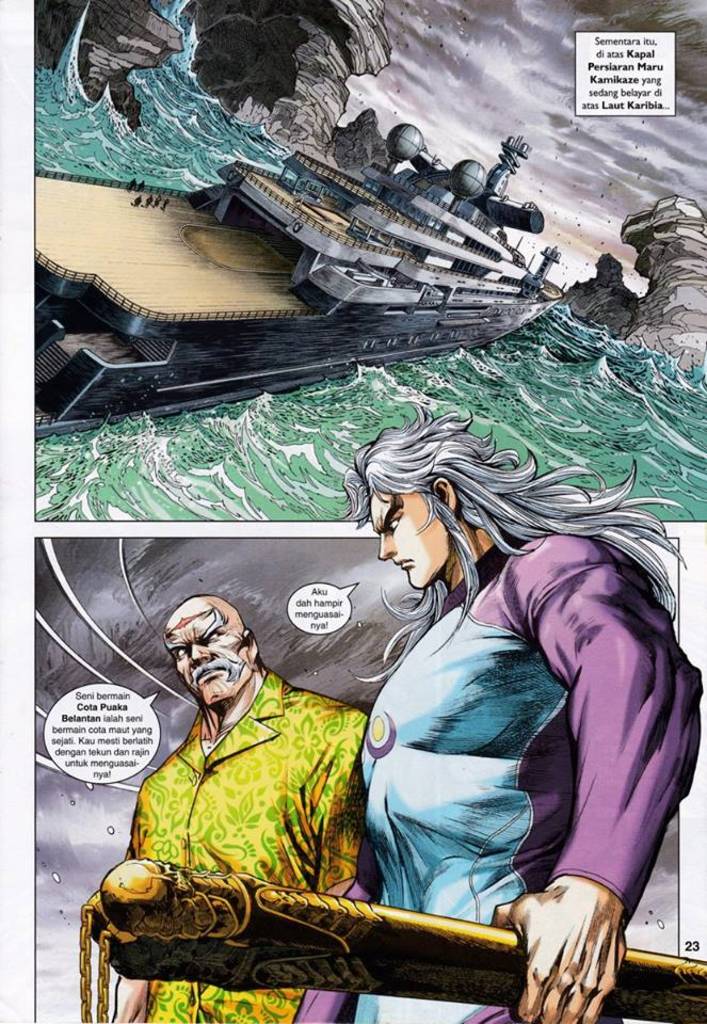 Sementara itu,
di atas Kapal
Persiaran Maru
Kamikaze yang
sedang belayar di
atas Laut Karibia...
Aku
dah hampir
menguasai-
nya!
Seni bermain
Cota Puaka
Belantan ialah seni
bermain cota maut yang
sejati. Kau mesti berlatih
dengan tekun dan rajin
untuk menguasai-
nya!
23